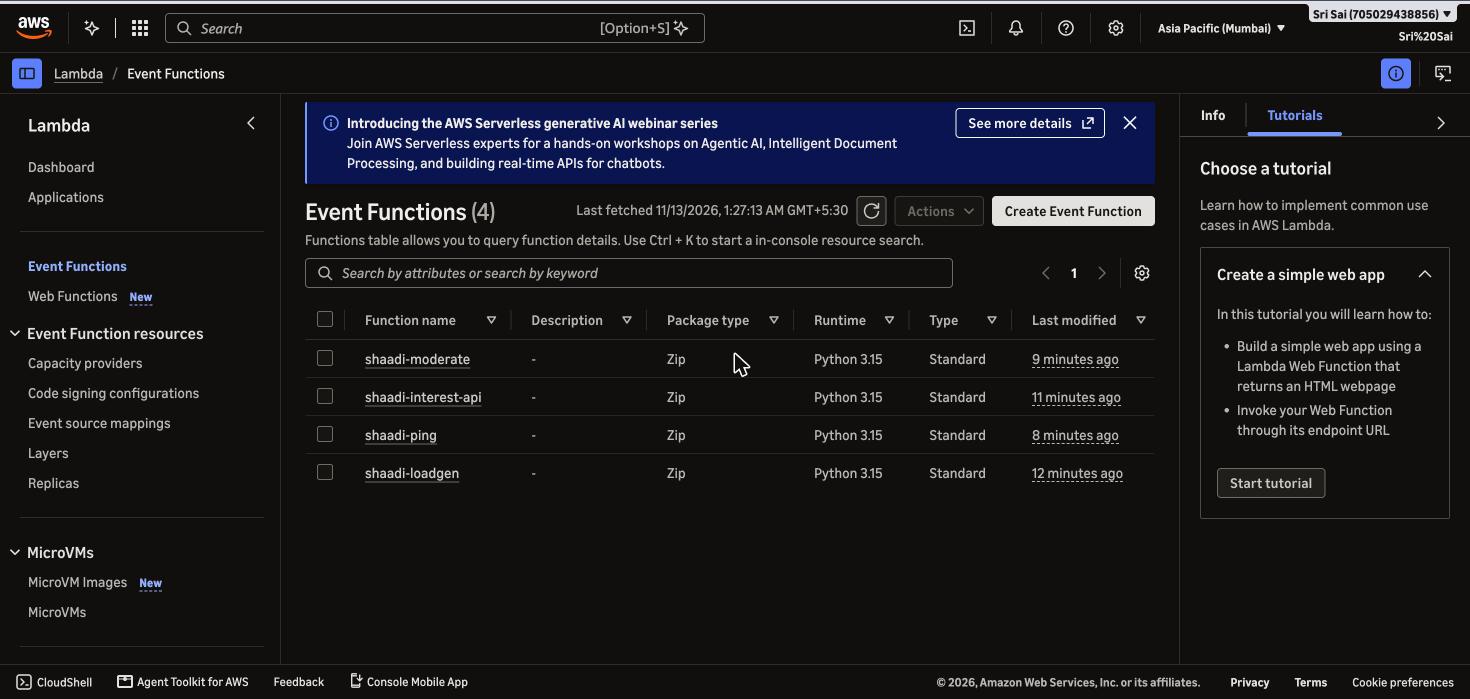 aws
Search [Option+S]
Asia Pacific (Mumbai)
Sri Sai (705029438856)
Sri%20Sai
Lambda / Event Functions
Lambda
Dashboard
Applications
Event Functions
Web Functions New
Event Function resources
Capacity providers
Code signing configurations
Event source mappings
Layers
Replicas
MicroVMs
MicroVM Images New
MicroVMs
Introducing the AWS Serverless generative AI webinar series
Join AWS Serverless experts for a hands-on workshops on Agentic AI, Intelligent Document
Processing, and building real-time APIs for chatbots.
See more details
Event Functions (4)
Last fetched 11/13/2026, 1:27:13 AM GMT+5:30
Actions
Create Event Function
Functions table allows you to query function details. Use Ctrl + K to start a in-console resource search.
Search by attributes or search by keyword
1
Function name Description Package type Runtime Type Last modified
shaadi-moderate - Zip Python 3.15 Standard 9 minutes ago
shaadi-interest-api - Zip Python 3.15 Standard 11 minutes ago
shaadi-ping - Zip Python 3.15 Standard 8 minutes ago
shaadi-loadgen - Zip Python 3.15 Standard 12 minutes ago
Info Tutorials
Choose a tutorial
Learn how to implement common use
cases in AWS Lambda.
Create a simple web app
In this tutorial you will learn how to:
• Build a simple web app using a
Lambda Web Function that
returns an HTML webpage
• Invoke your Web Function
through its endpoint URL
Start tutorial
CloudShell Agent Toolkit for AWS Feedback Console Mobile App
© 2026, Amazon Web Services, Inc. or its affiliates. Privacy Terms Cookie preferences